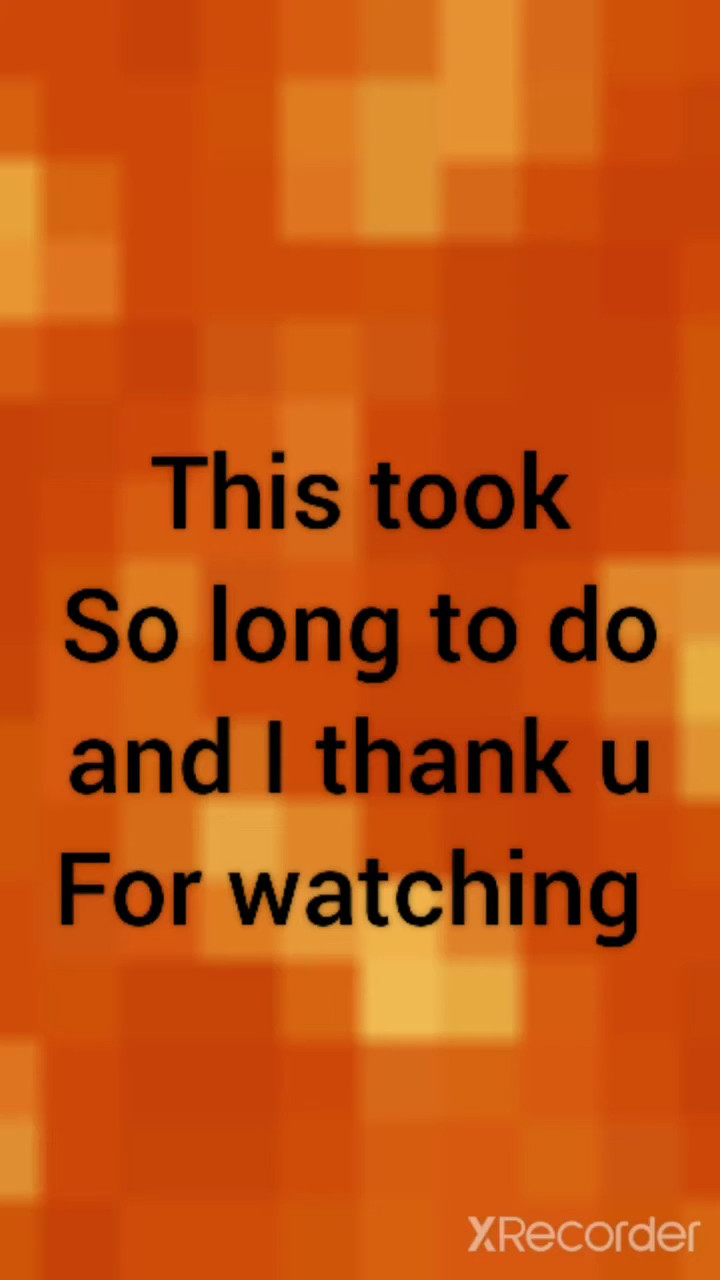 This took
So long to do
and I thank u
For watching
XRecorder